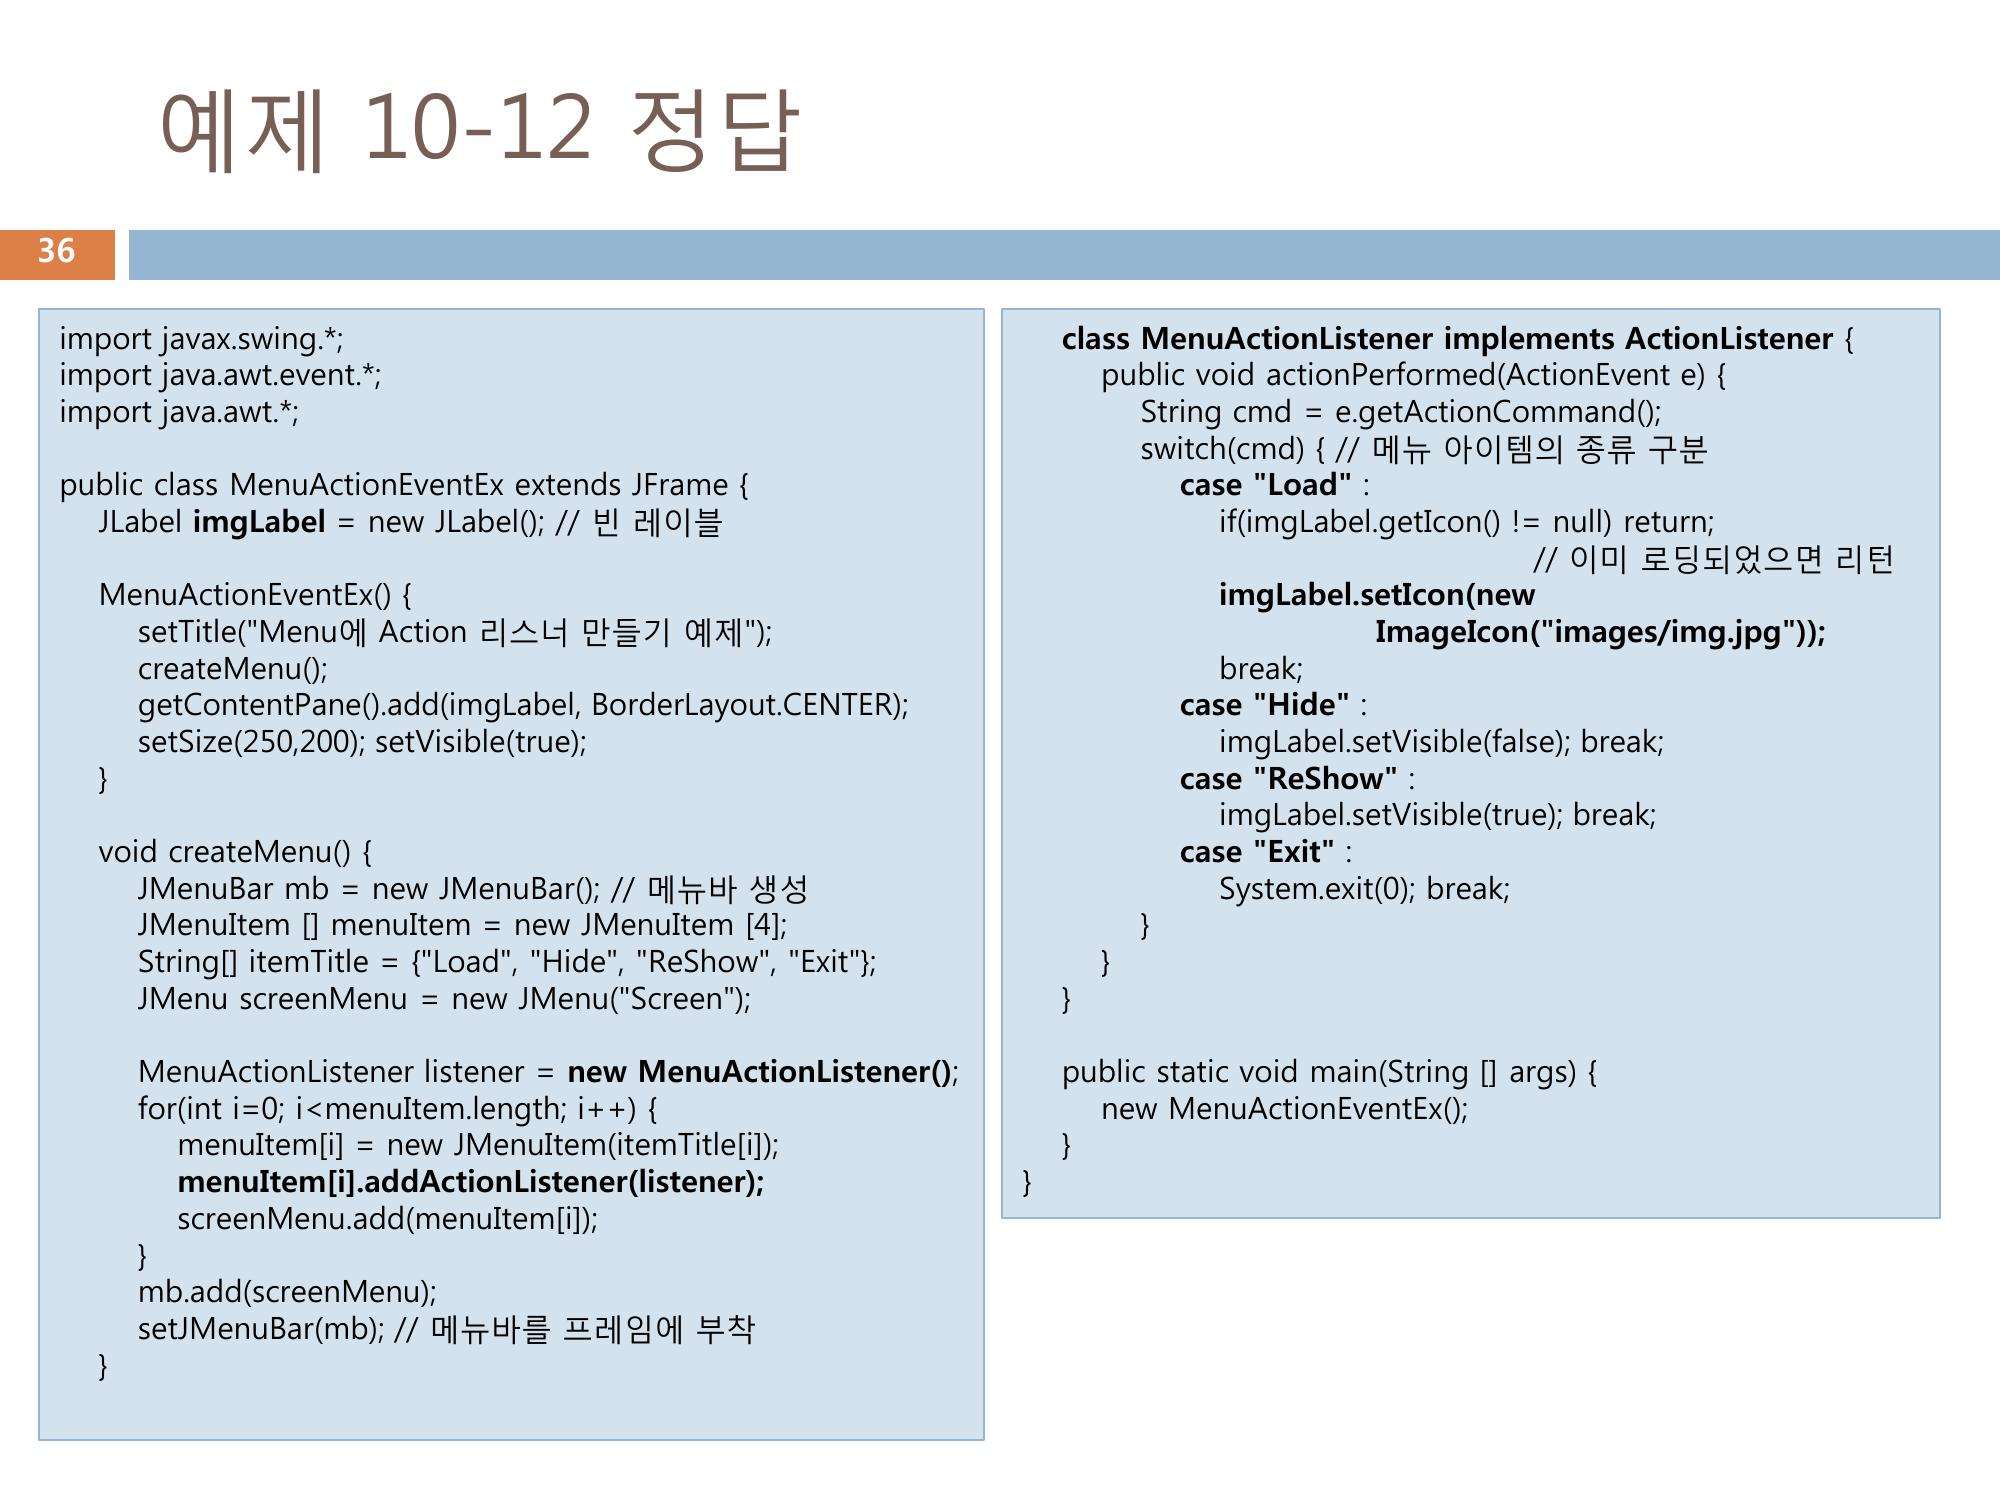 예제 10-12 정답
36
import javax.swing.*;
import java.awt.event.*;
import java.awt.*;
public class MenuActionEventEx extends JFrame {
JLabel imgLabel = new JLabel(); // 빈 레이블
MenuActionEventEx() {
setTitle("Menu에 Action 리스너 만들기 예제");
createMenu();
getContentPane().add(imgLabel, BorderLayout.CENTER);
setSize(250,200); setVisible(true);
}
void createMenu() {
JMenuBar mb = new JMenuBar(); // 메뉴바 생성
JMenuItem [] menuItem = new JMenuItem [4];
String[] itemTitle = {"Load", "Hide", "ReShow", "Exit"};
JMenu screenMenu = new JMenu("Screen");
MenuActionListener listener = new MenuActionListener();
for(int i=0; i<menuItem.length; i++) {
menuItem[i] = new JMenuItem(itemTitle[i]);
menuItem[i].addActionListener(listener);
screenMenu.add(menuItem[i]);
}
mb.add(screenMenu);
setJMenuBar(mb); // 메뉴바를 프레임에 부착
}
class MenuActionListener implements ActionListener {
public void actionPerformed(ActionEvent e) {
String cmd = e.getActionCommand();
switch(cmd) { // 메뉴 아이템의 종류 구분
case "Load" :
if(imgLabel.getIcon() != null) return;
// 이미 로딩되었으면 리턴
imgLabel.setIcon(new
ImageIcon("images/img.jpg"));
break;
case "Hide" :
imgLabel.setVisible(false); break;
case "ReShow" :
imgLabel.setVisible(true); break;
case "Exit" :
System.exit(0); break;
}
}
}
public static void main(String [] args) {
new MenuActionEventEx();
}
}